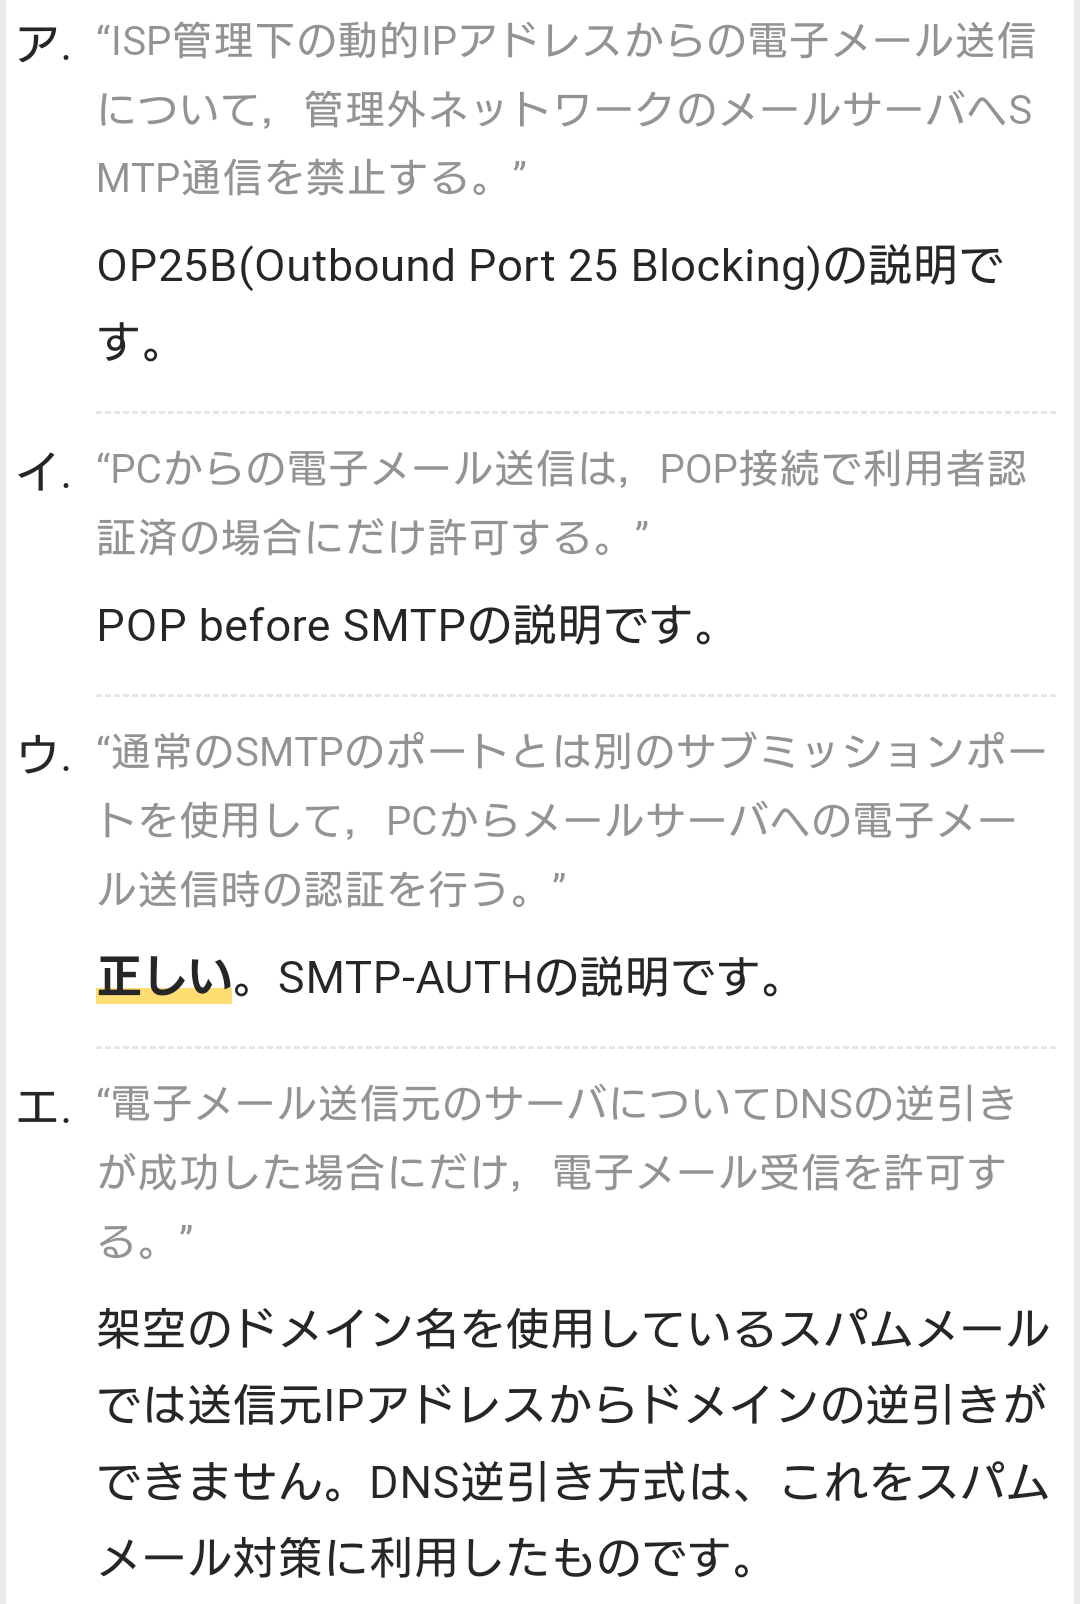 ア. “ISP管理下の動的IPアドレスからの電子メール送信
について，管理外ネットワークのメールサーバへS
MTP通信を禁止する。”
OP25B(Outbound Port 25 Blocking)の説明で
す。
イ. “PCからの電子メール送信は，POP接続で利用者認
証済の場合にだけ許可する。”
POP before SMTPの説明です。
ウ. “通常のSMTPのポートとは別のサブミッションポー
トを使用して，PCからメールサーバへの電子メー
ル送信時の認証を行う。”
正しい。SMTP-AUTHの説明です。
エ. “電子メール送信元のサーバについてDNSの逆引き
が成功した場合にだけ，電子メール受信を許可す
る。”
架空のドメイン名を使用しているスパムメール
では送信元IPアドレスからドメインの逆引きが
できません。DNS逆引き方式は、これをスパム
メール対策に利用したものです。